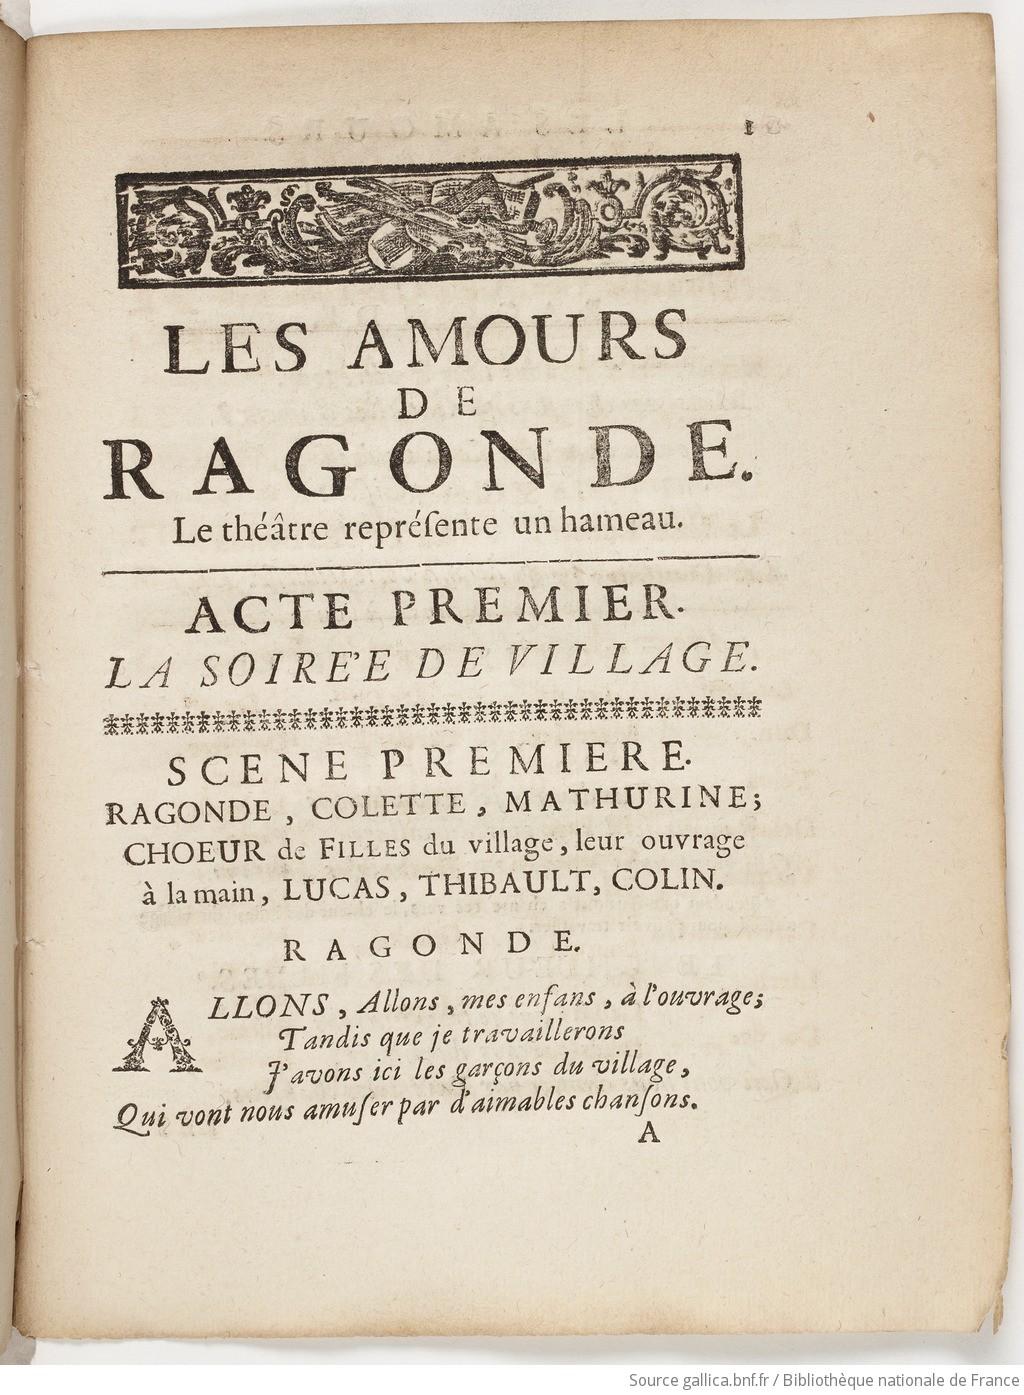 1
LES AMOURS
DE
RAGONDE.
Le théâtre repréſente un hameau.
ACTE PREMIER.
LA SOIRE'E DE VILLAGE.
SCENE PREMIERE.
RAGONDE, COLETTE, MATHURINE;
CHOEUR de FILLES du village, leur ouvrage
à la main, LUCAS, THIBAULT, COLIN.
RAGONDE.
ALLONS, Allons, mes enfans, à l'ouvrage;
Tandis que je travaillerons
J'avons ici les garçons du village,
Qui vont nous amuſer par d'aimables chanſons.
A
Source gallica.bnf.fr / Bibliothèque nationale de France